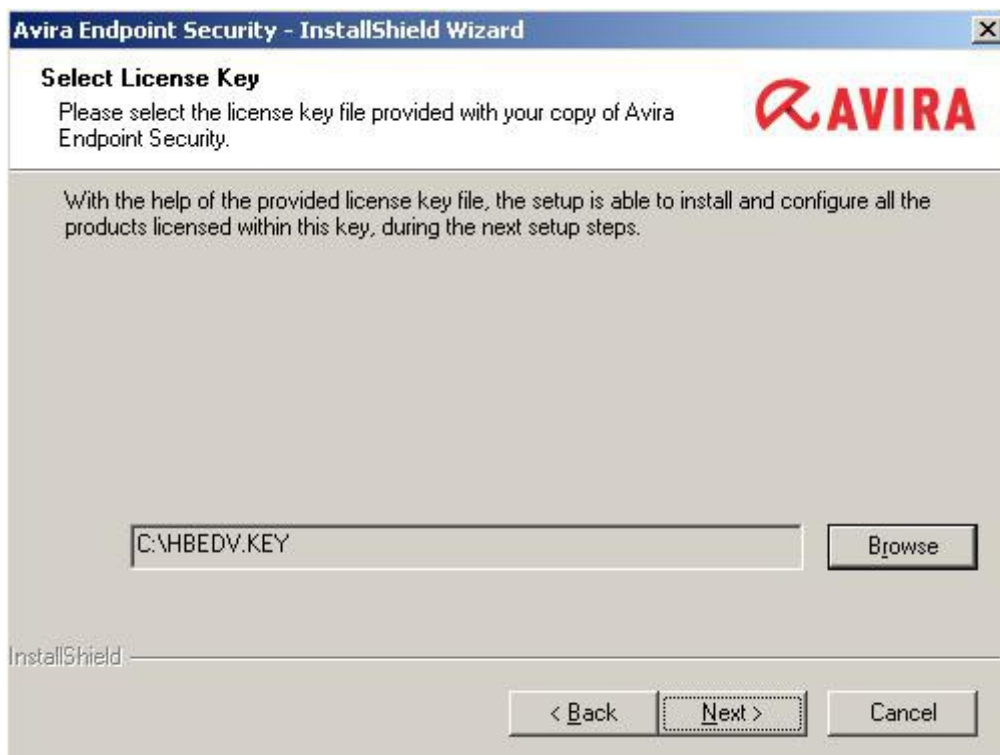 Avira Endpoint Security - InstallShield Wizard
Select License Key
Please select the license key file provided with your copy of Avira
Endpoint Security.
AVIRA
With the help of the provided license key file, the setup is able to install and configure all the
products licensed within this key, during the next setup steps.
C:\HBEDV.KEY
Browse
InstallShield
< Back
Next >
Cancel